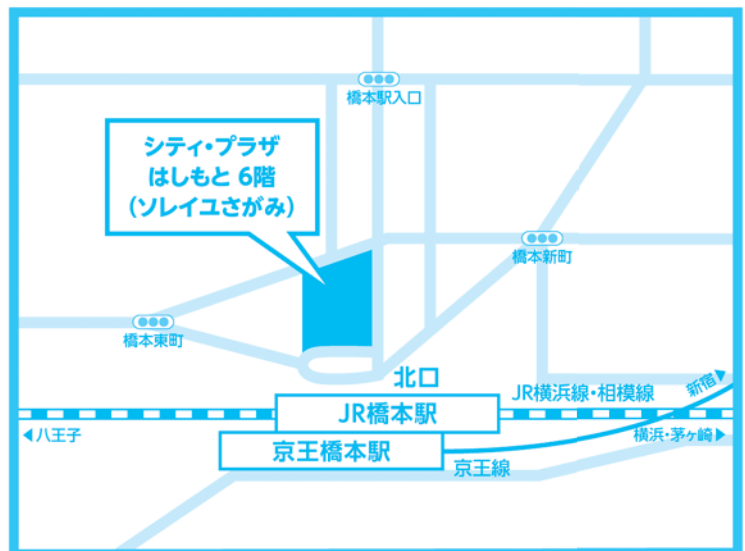 橋本駅入口
シティ・プラザ
はしもと 6階
(ソレイユさがみ)
橋本新町
橋本東町
北口
JR横浜線・相模線
新宿▶
JR橋本駅
◀八王子
横浜・茅ヶ崎▶
京王橋本駅
京王線